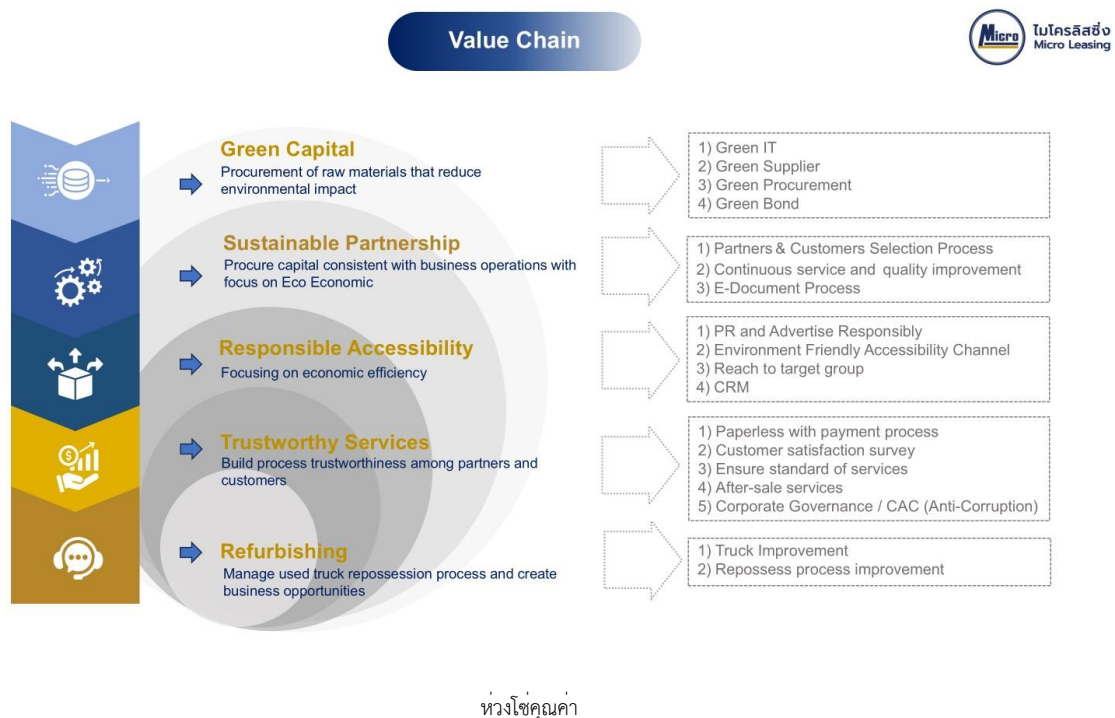 Value Chain
Micro
ไมโครลิสซิ่ง
Micro Leasing
Green Capital
Procurement of raw materials that reduce
environmental impact
1) Green IT
2) Green Supplier
3) Green Procurement
4) Green Bond
Sustainable Partnership
Procure capital consistent with business operations with
focus on Eco Economic
1) Partners & Customers Selection Process
2) Continuous service and quality improvement
3) E-Document Process
Responsible Accessibility
Focusing on economic efficiency
1) PR and Advertise Responsibly
2) Environment Friendly Accessibility Channel
3) Reach to target group
4) CRM
Trustworthy Services
Build process trustworthiness among partners and
customers
1) Paperless with payment process
2) Customer satisfaction survey
3) Ensure standard of services
4) After-sale services
5) Corporate Governance / CAC (Anti-Corruption)
Refurbishing
Manage used truck repossession process and create
business opportunities
1) Truck Improvement
2) Repossess process improvement
ห่วงโซ่คุณค่า